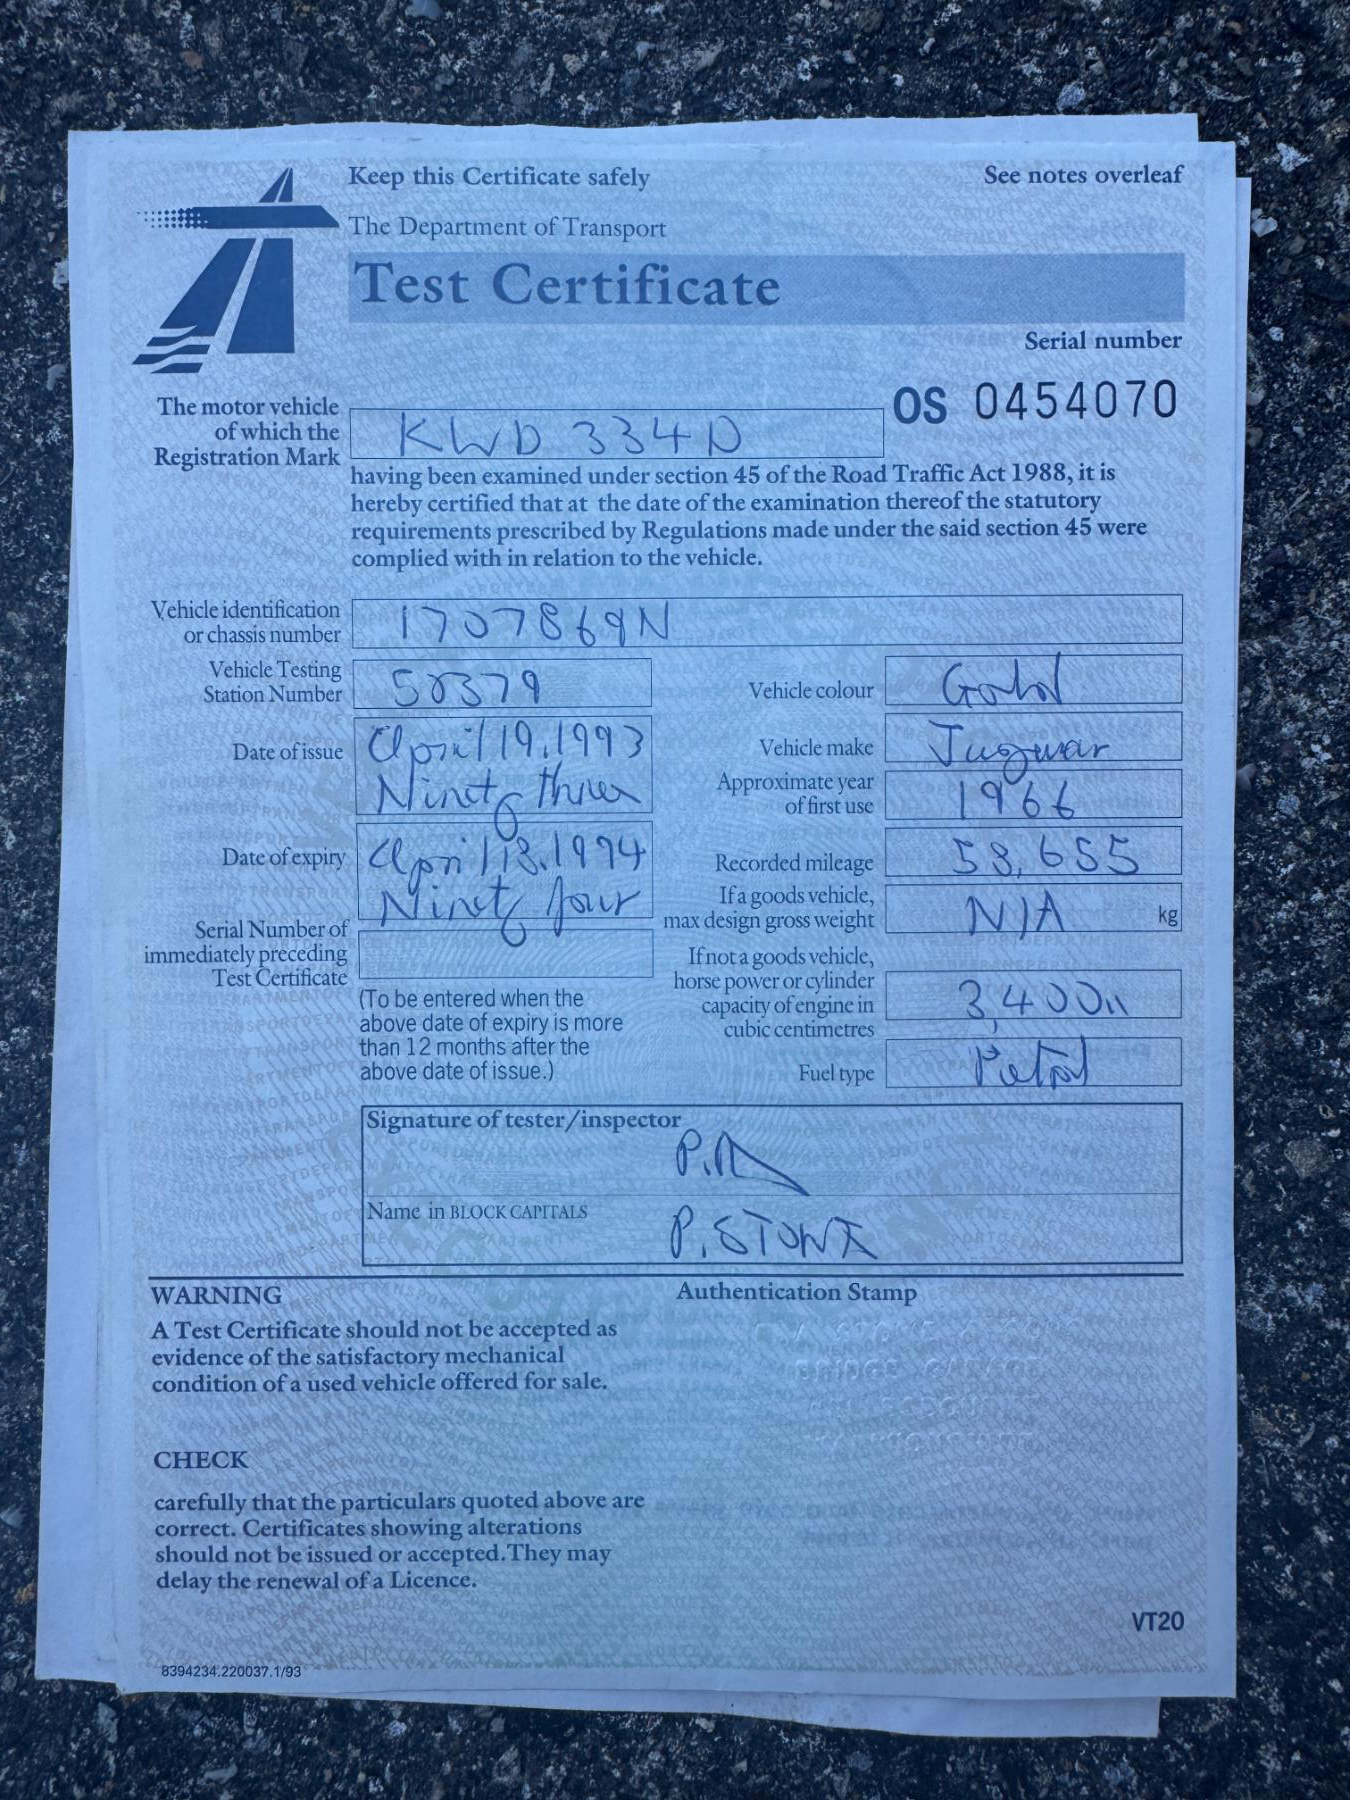 Keep this Certificate safely
See notes overleaf
The Department of Transport
Test Certificate
Serial number
OS 0454070
The motor vehicle
of which the
Registration Mark
KWD 334D
having been examined under section 45 of the Road Traffic Act 1988, it is
hereby certified that at the date of the examination thereof the statutory
requirements prescribed by Regulations made under the said section 45 were
complied with in relation to the vehicle.
Vehicle identification
or chassis number
1707869N
Vehicle Testing
Station Number
Vehicle colour
Gold
Date of issue
April 19.1993
Ninety three
Vehicle make
Jaguar
Approximate year
of first use
1966
Date of expiry
April 18.1994
Ninety four
Recorded mileage
58,655
If a goods vehicle,
max design gross weight
N/A
kg
Serial Number of
immediately preceding
Test Certificate
(To be entered when the
above date of expiry is more
than 12 months after the
above date of issue.)
If not a goods vehicle,
horse power or cylinder
capacity of engine in
cubic centimetres
3,400
Fuel type
Petrol
Signature of tester/inspector
Name in BLOCK CAPITALS
P. STONE
WARNING
A Test Certificate should not be accepted as
evidence of the satisfactory mechanical
condition of a used vehicle offered for sale.
Authentication Stamp
CHECK
carefully that the particulars quoted above are
correct. Certificates showing alterations
should not be issued or accepted. They may
delay the renewal of a Licence.
VT20
8394234.220037.1/93